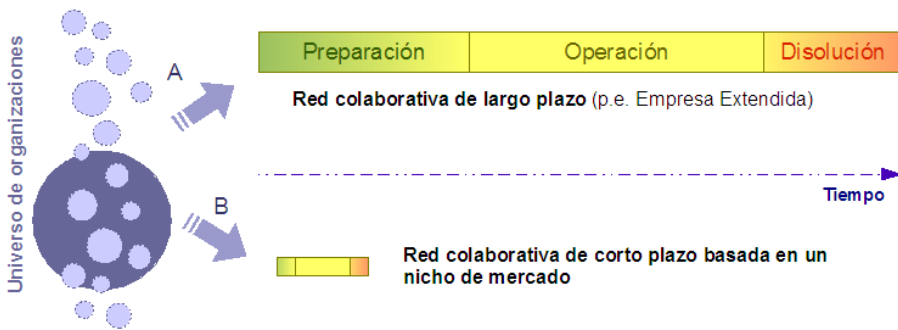 Universo de organizaciones
A
Preparación
Operación
Disolución
Red colaborativa de largo plazo (p.e. Empresa Extendida)
Tiempo
B
Red colaborativa de corto plazo basada en un
nicho de mercado